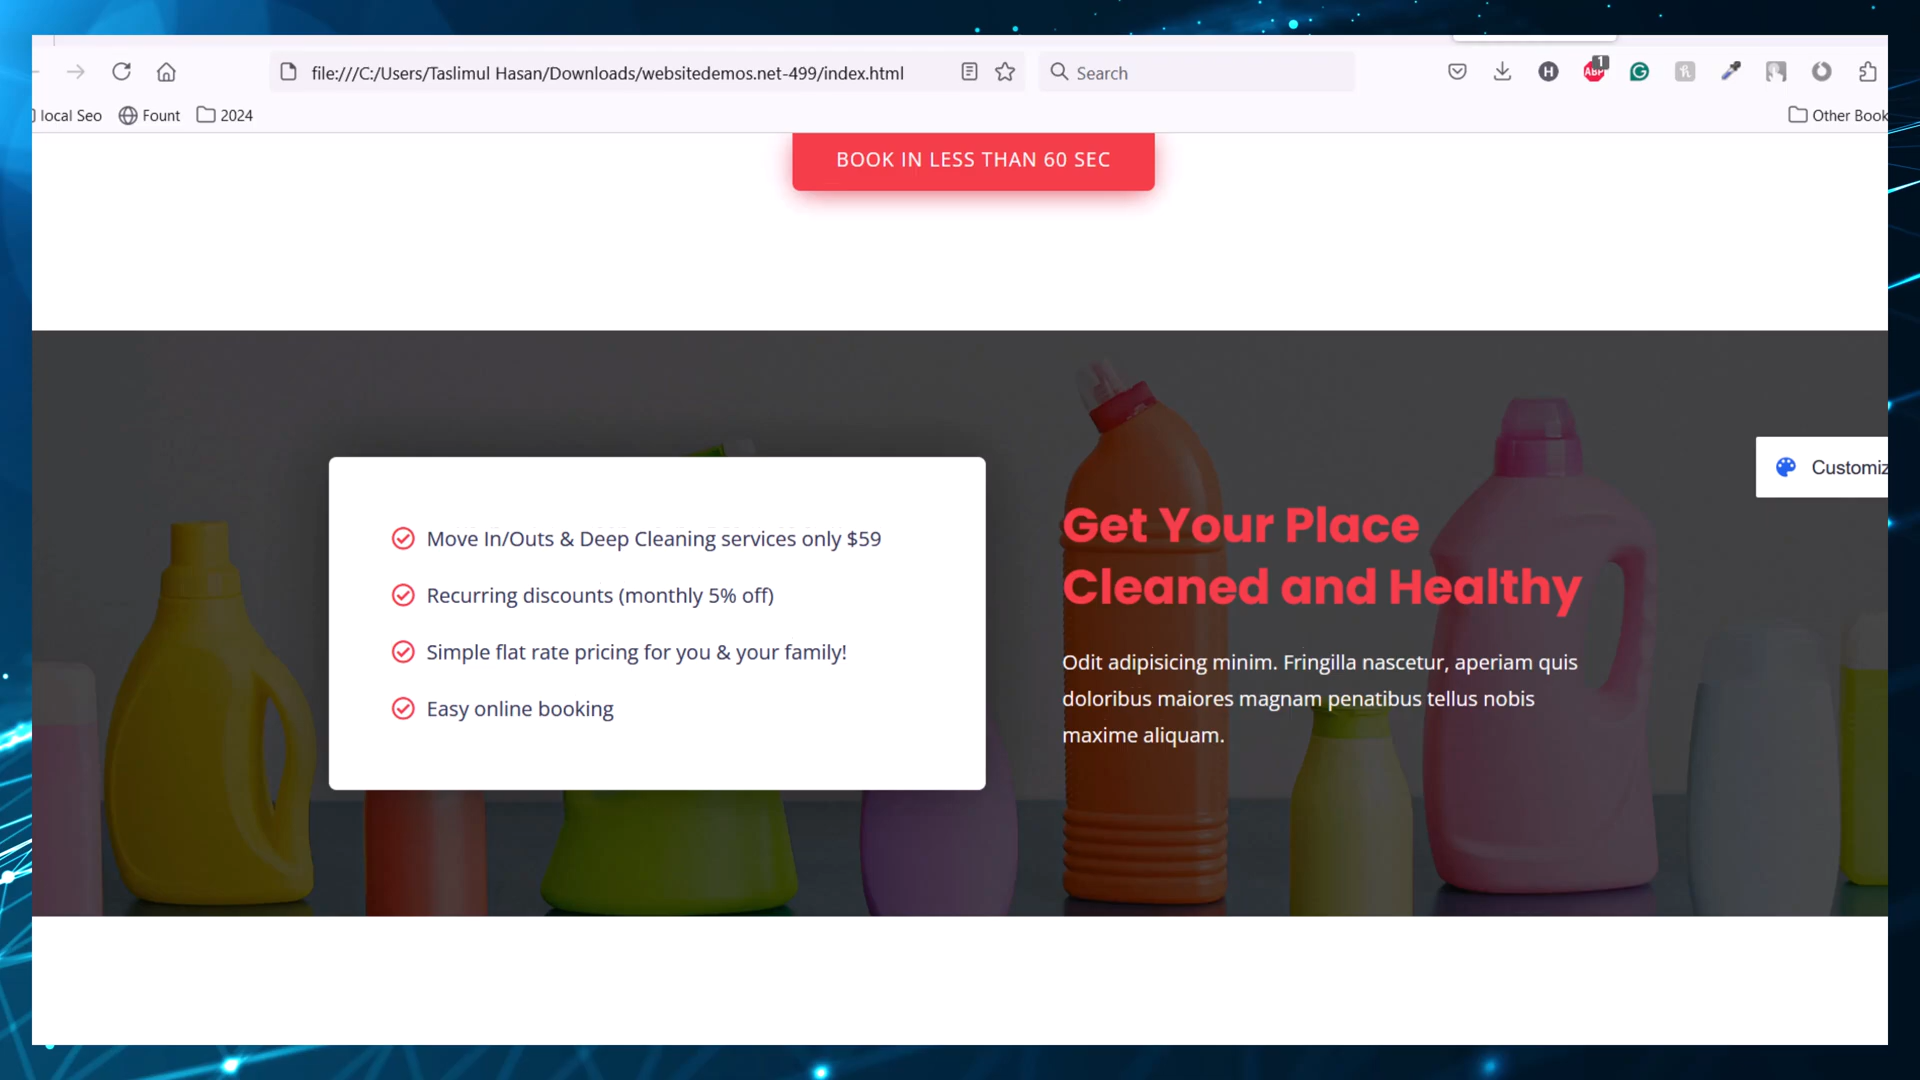 file:///C:/Users/Taslimul Hasan/Downloads/websitedemos.net-499/index.html
Search
H
ABP
1
G
local Seo
Fount
2024
Other Book
BOOK IN LESS THAN 60 SEC
Customiz
Move In/Outs & Deep Cleaning services only $59
Recurring discounts (monthly 5% off)
Simple flat rate pricing for you & your family!
Easy online booking
Get Your Place
Cleaned and Healthy
Odit adipisicing minim. Fringilla nascetur, aperiam quis
doloribus maiores magnam penatibus tellus nobis
maxime aliquam.